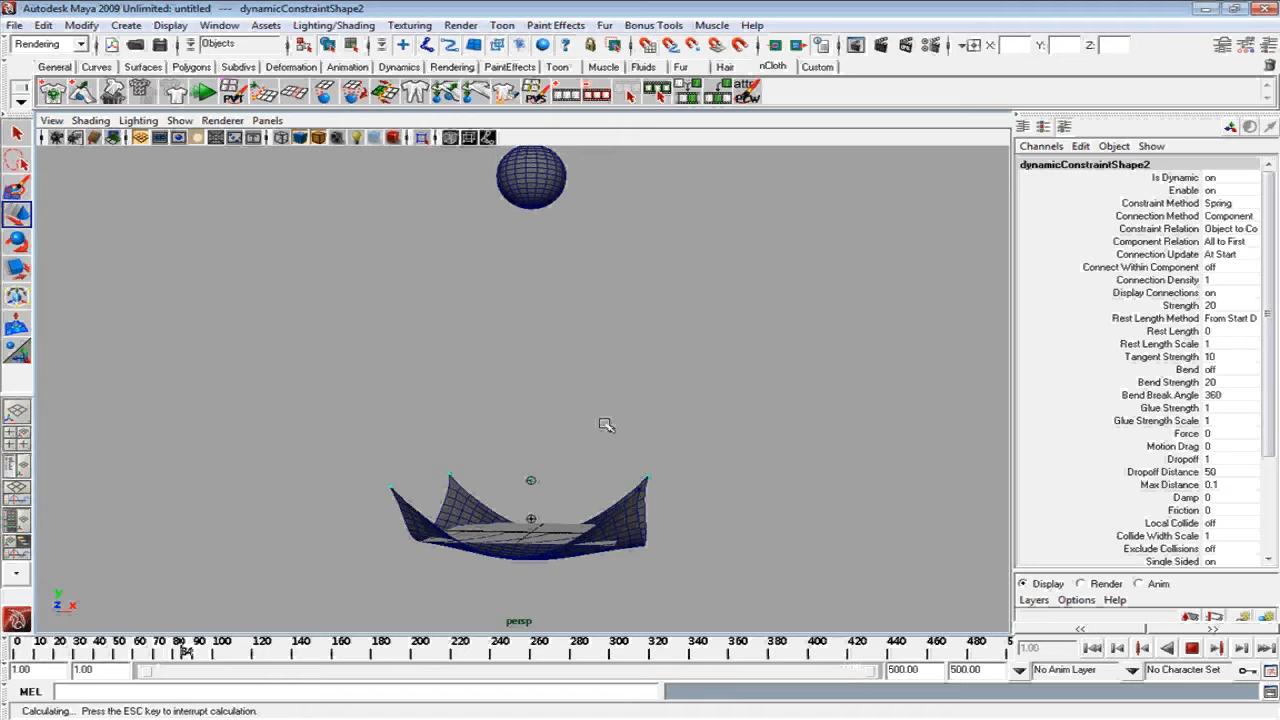 Autodesk Maya 2009 Unlimited: untitled --- dynamicConstraintShape2
File Edit Modify Create Display Window Assets Lighting/Shading Texturing Render Toon Paint Effects Fur Bonus Tools Muscle Help
Rendering Objects X: Y: Z:
General Curves Surfaces Polygons Subdivs Deformation Animation Dynamics Rendering PaintEffects Toon Muscle Fluids Fur Hair nCloth Custom
View Shading Lighting Show Renderer Panels
Channels Edit Object Show
dynamicConstraintShape2
Is Dynamic on
Enable on
Constraint Method Spring
Connection Method Component
Constraint Relation Object to Co
Component Relation All to First
Connection Update At Start
Connect Within Component off
Connection Density 1
Display Connections on
Strength 20
Rest Length Method From Start D
Rest Length 0
Rest Length Scale 1
Tangent Strength 10
Bend off
Bend Strength 20
Bend Break Angle 360
Glue Strength 1
Glue Strength Scale 1
Force 0
Motion Drag 0
Dropoff 1
Dropoff Distance 50
Max Distance 0.1
Damp 0
Friction 0
Local Collide off
Collide Width Scale 1
Exclude Collisions off
Single Sided on
Display Render Anim
Layers Options Help
y
z x
persp
0 10 20 30 40 50 60 70 80 90 100 120 140 160 180 200 220 240 260 280 300 320 340 360 380 400 420 440 460 480 5
84
1.00
1.00 1.00 500.00 500.00 No Anim Layer No Character Set
MEL
Calculating... Press the ESC key to interrupt calculation.